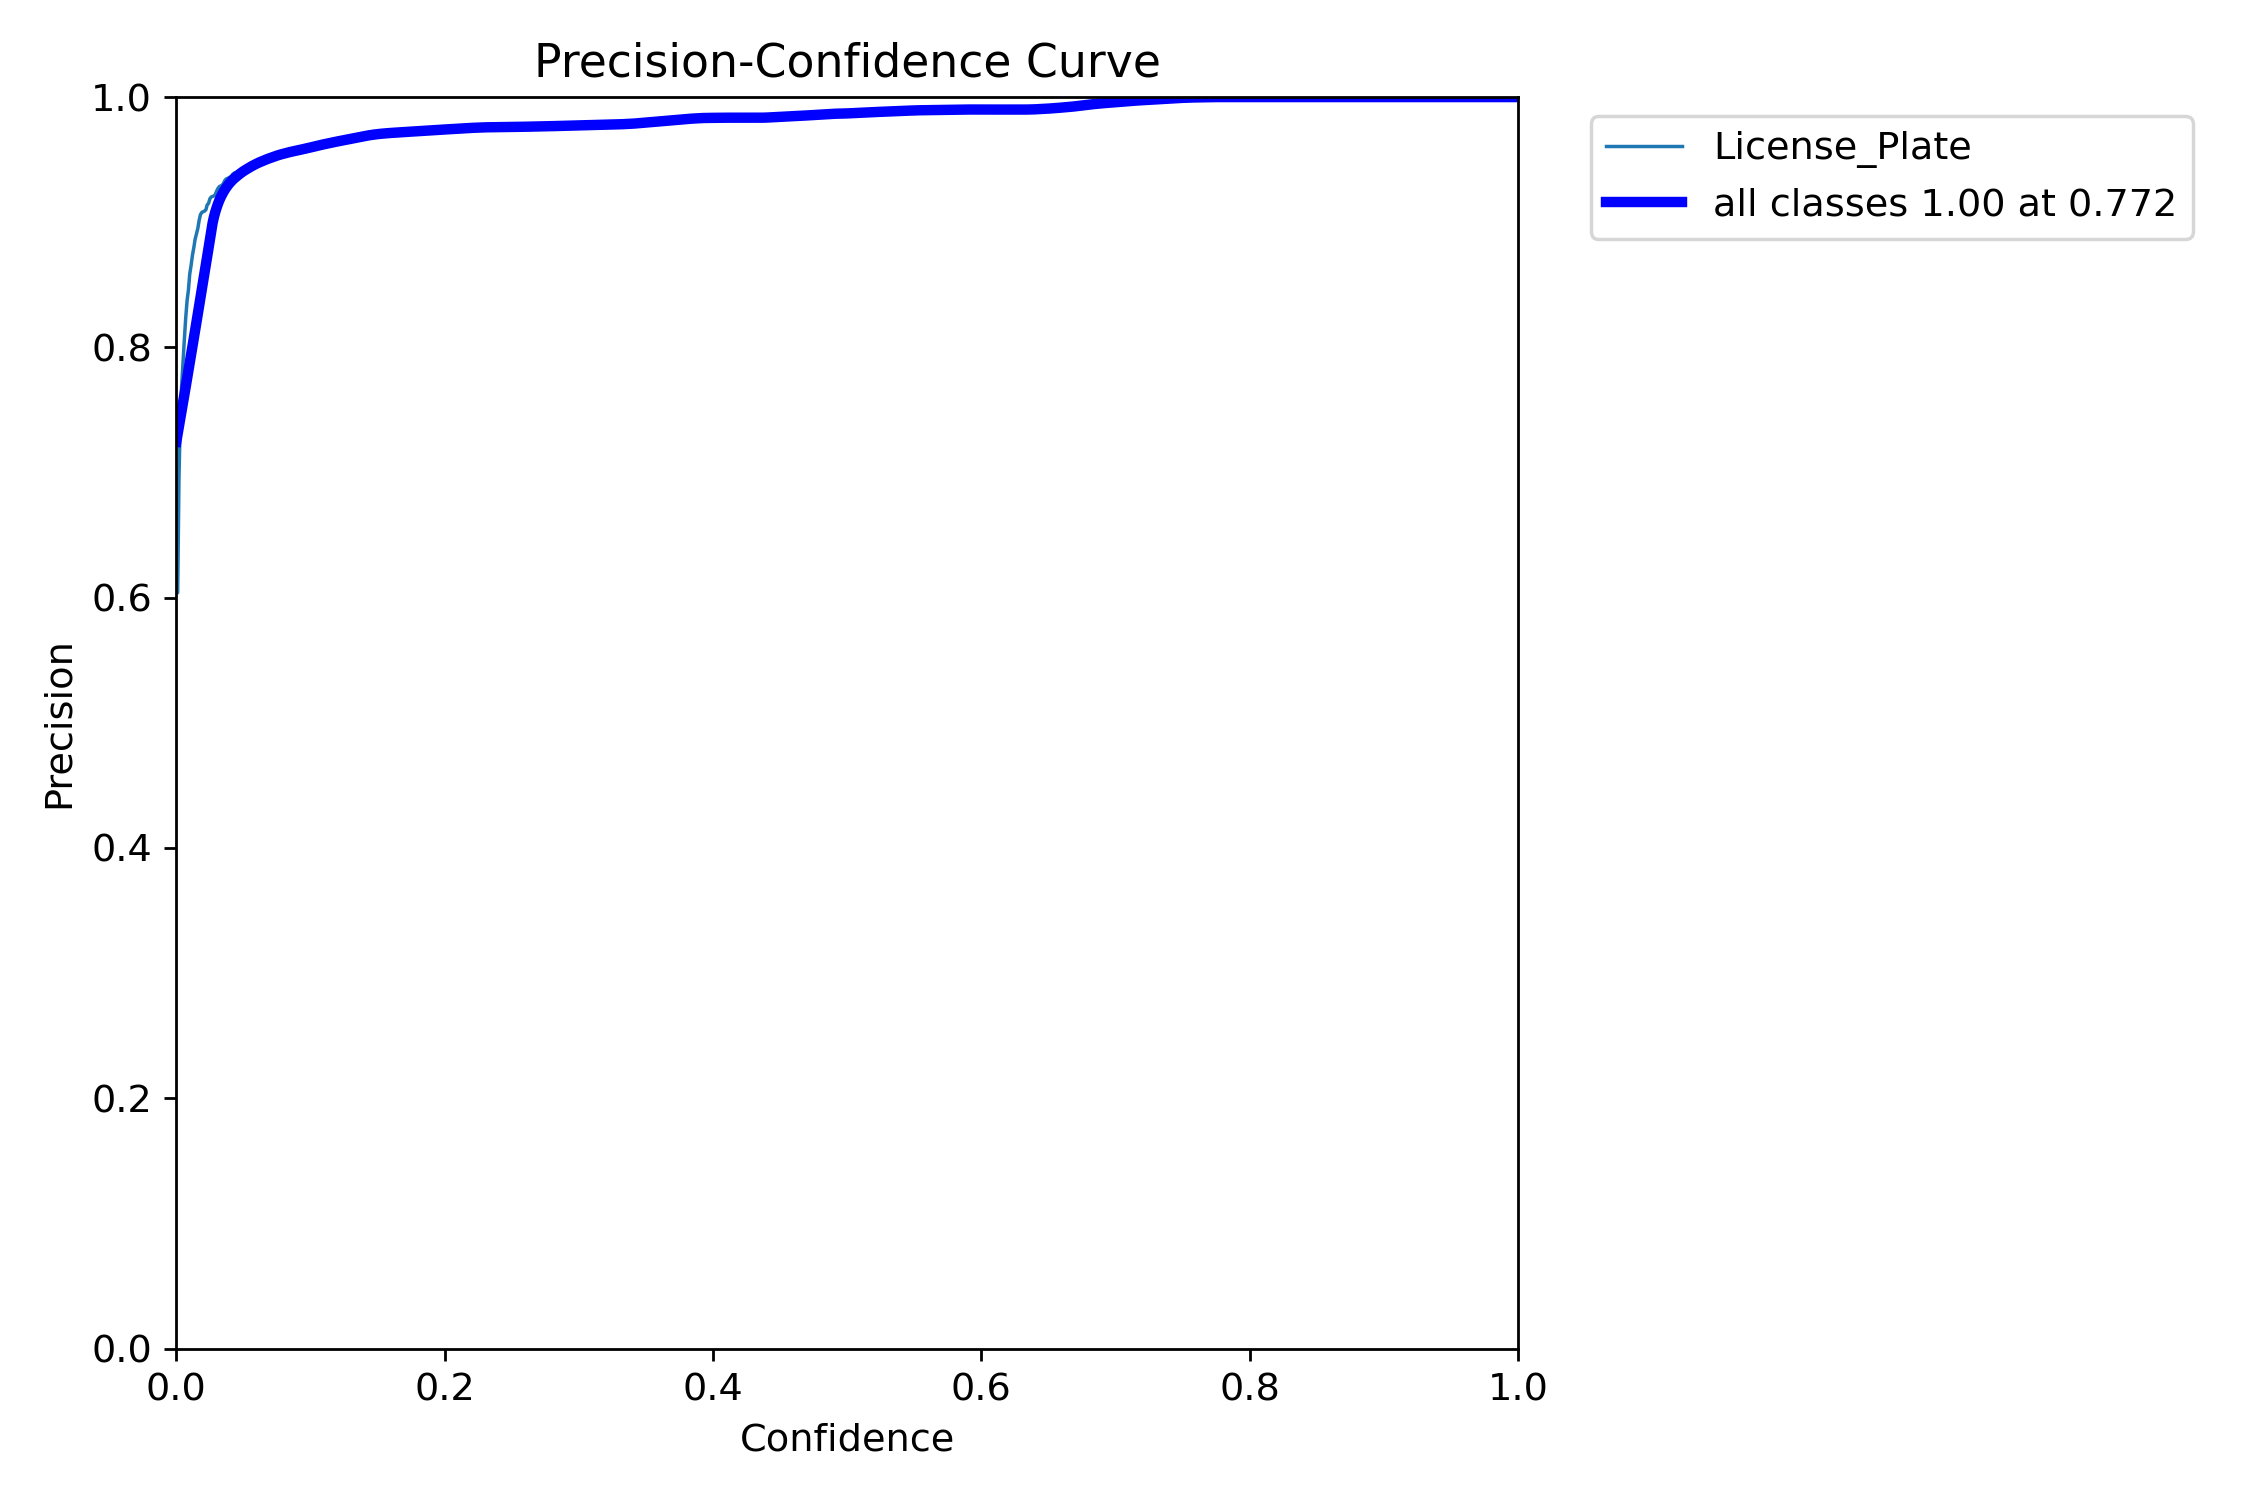 Precision-Confidence Curve
1.0
0.8
0.6
0.4
0.2
0.0
Precision
0.0 0.2 0.4 0.6 0.8 1.0
Confidence
License_Plate
all classes 1.00 at 0.772